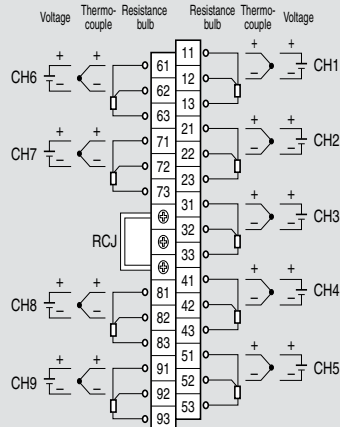 Voltage Thermo- Resistance Resistance Thermo- Voltage
couple bulb bulb couple
+ + 11 + +
CH6 61 12 CH1
− − 62 13 − −
63 21 + +
+ + 71 22 CH2
CH7 72 23 − −
− − 73 31 + +
RCJ 32 CH3
33 − −
+ + 81 41 + +
CH8 82 42 CH4
− − 83 43 − −
+ + 91 51 + +
CH9 92 52 CH5
− − 93 53 − −